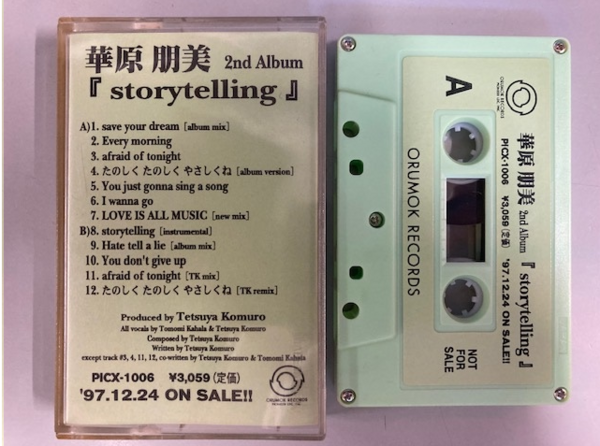 華原 朋美 2nd Album
『 storytelling 』
A)1. save your dream [album mix]
2. Every morning
3. afraid of tonight
4. たのしく たのしく やさしくね [album version]
5. You just gonna sing a song
6. I wanna go
7. LOVE IS ALL MUSIC [new mix]
B)8. storytelling [instrumental]
9. Hate tell a lie [album mix]
10. You don't give up
11. afraid of tonight [TK mix]
12. たのしく たのしく やさしくね [TK remix]
Produced by Tetsuya Komuro
All vocals by Tomomi Kahala & Tetsuya Komuro
Composed by Tetsuya Komuro
Written by Tetsuya Komuro
except track #5, 4, 11, 12, co-written by Tetsuya Komuro & Tomomi Kahala
PICX-1006 ¥3,059(定価)
'97.12.24 ON SALE!!
ORUMOK RECORDS
A
ORUMOK RECORDS
華原 朋美 2nd Album 『 storytelling 』
PICX-1006 ¥3,059(定価) '97.12.24 ON SALE!!
ORUMOK RECORDS
NOT
FOR
SALE